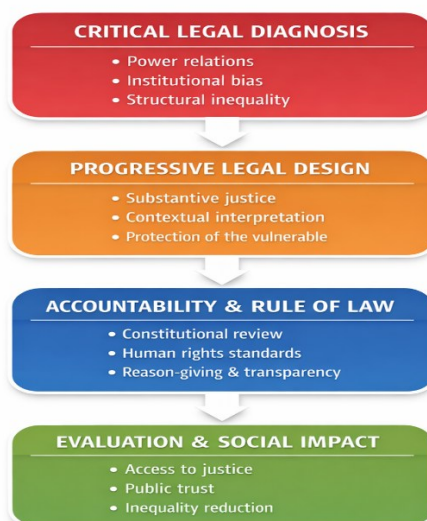 CRITICAL LEGAL DIAGNOSIS
• Power relations
• Institutional bias
• Structural inequality
PROGRESSIVE LEGAL DESIGN
• Substantive justice
• Contextual interpretation
• Protection of the vulnerable
ACCOUNTABILITY & RULE OF LAW
• Constitutional review
• Human rights standards
• Reason-giving & transparency
EVALUATION & SOCIAL IMPACT
• Access to justice
• Public trust
• Inequality reduction